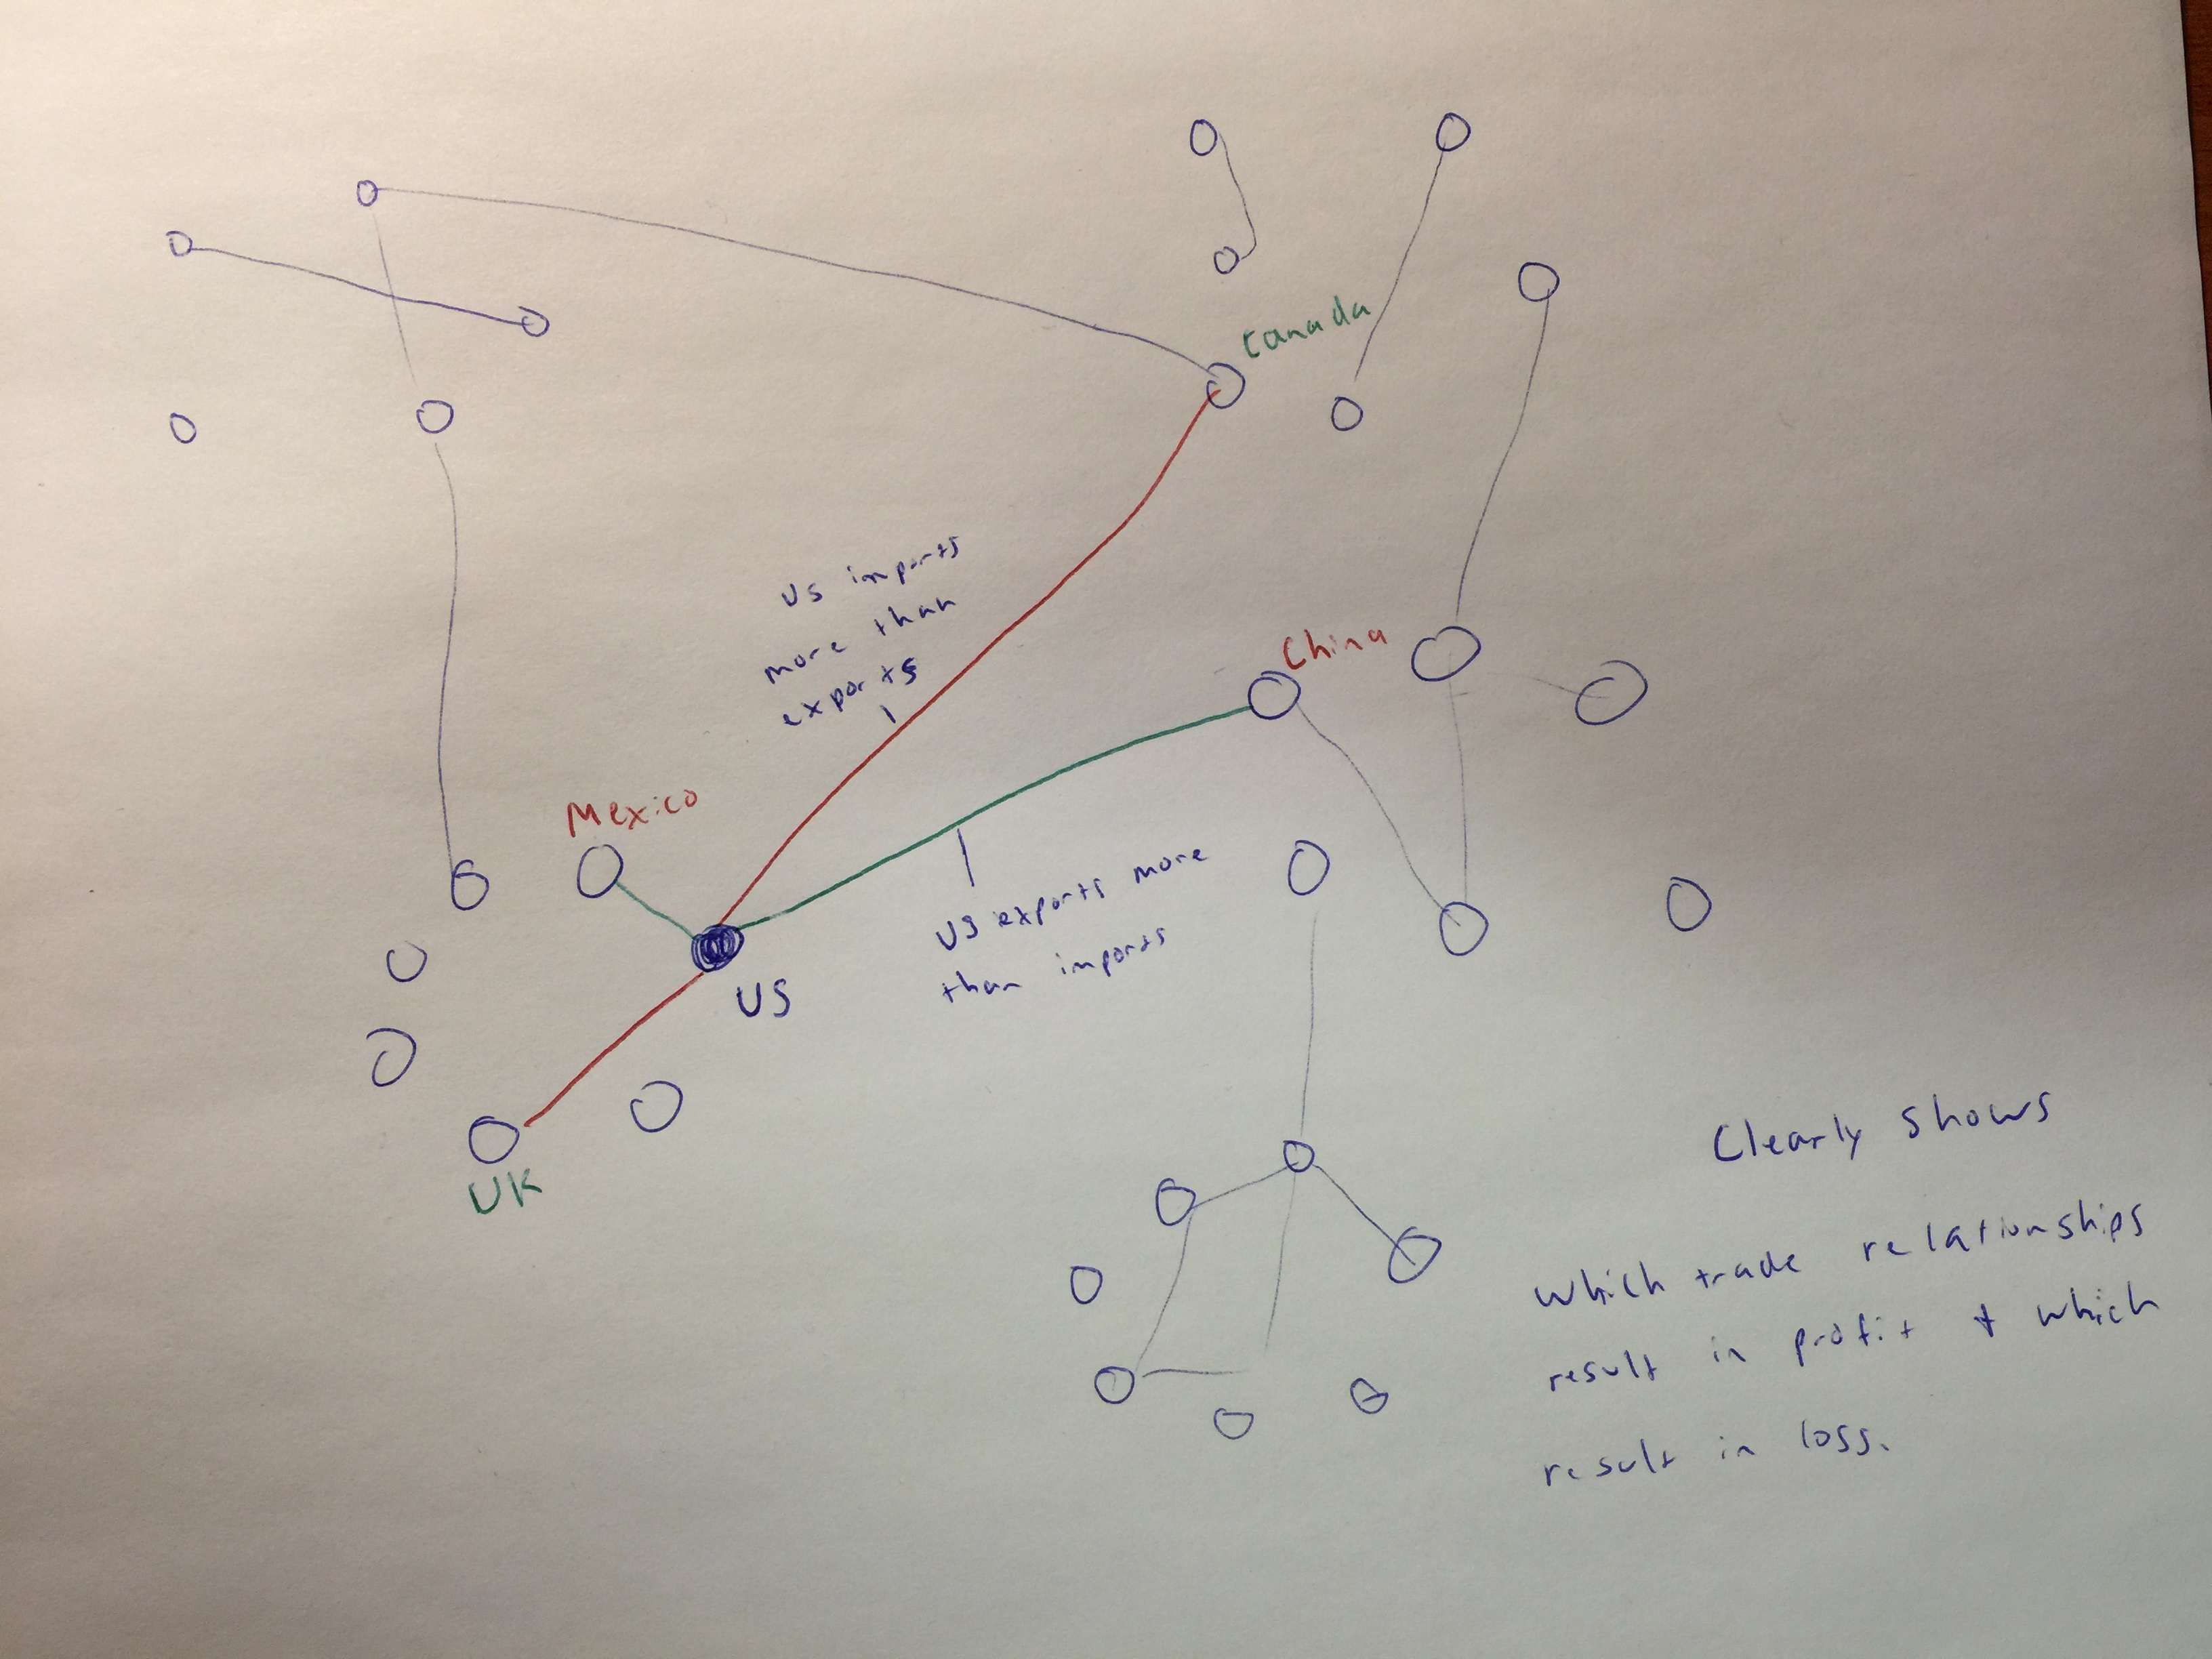 Canada
US imports
more than
exports
Mexico
China
US exports more
than imports
US
UK
Clearly shows
which trade relationships
result in profit + which
result in loss.